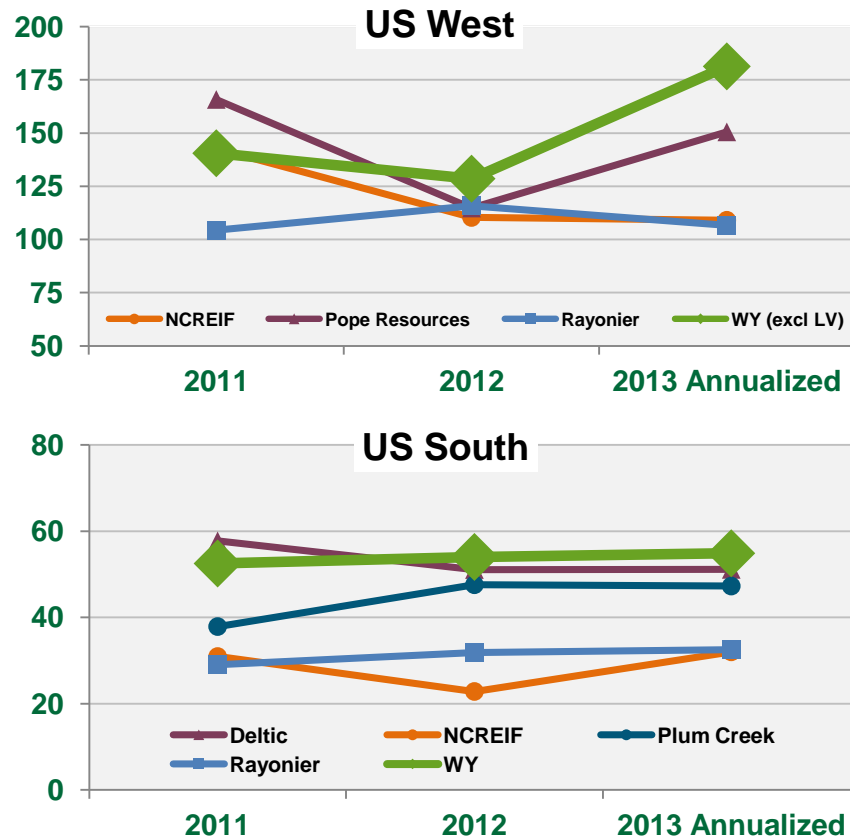 US West
200
175
150
125
100
75
50
NCREIF Pope Resources Rayonier WY (excl LV)
2011 2012 2013 Annualized
US South
80
60
40
20
0
Deltic NCREIF Plum Creek
Rayonier WY
2011 2012 2013 Annualized